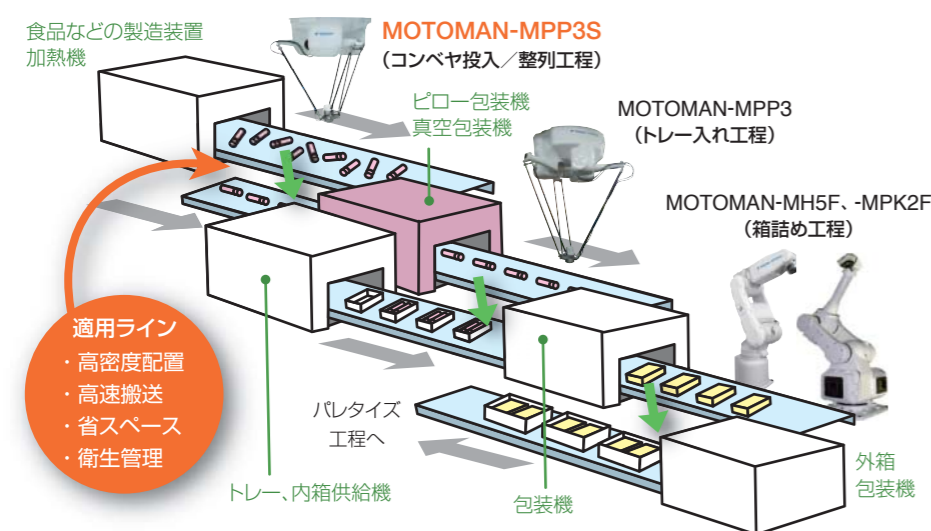 食品などの製造装置
加熱機
MOTOMAN-MPP3S
(コンベヤ投入/整列工程)
ピロー包装機
真空包装機
MOTOMAN-MPP3
(トレー入れ工程)
MOTOMAN-MH5F、-MPK2F
(箱詰め工程)
適用ライン
・高密度配置
・高速搬送
・省スペース
・衛生管理
パレタイズ
工程へ
トレー、内箱供給機
包装機
外箱
包装機